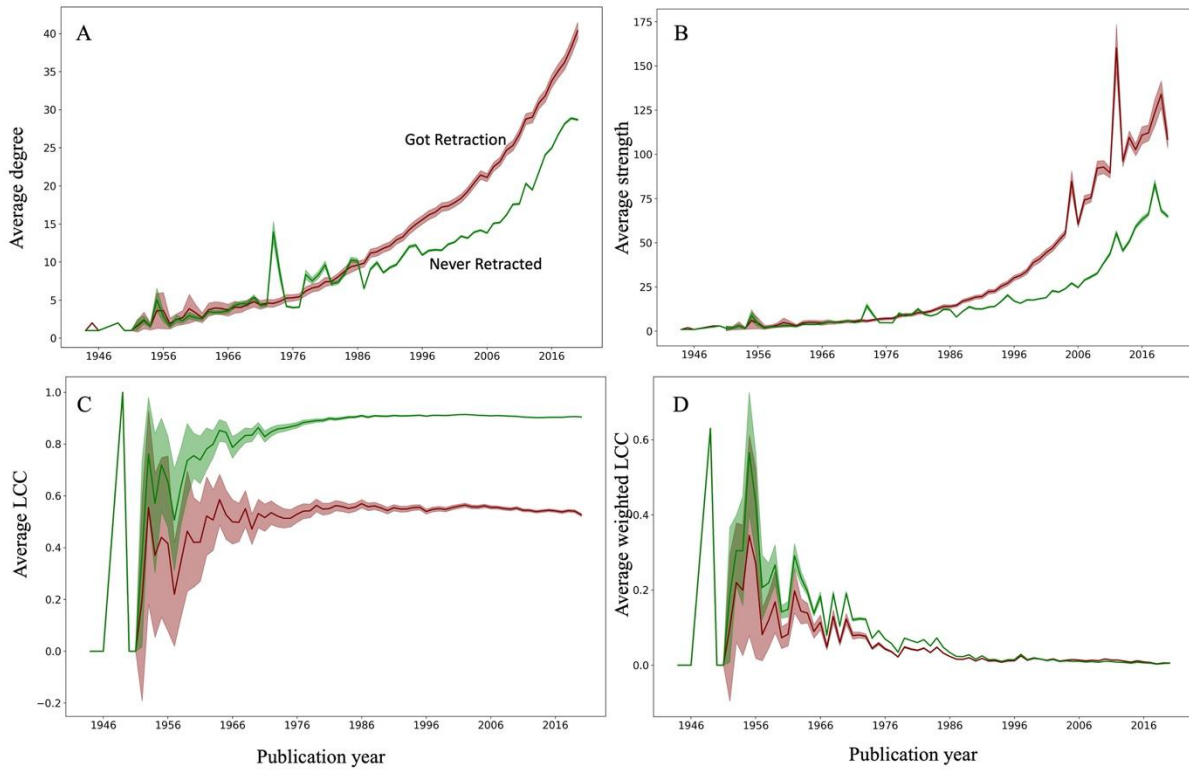 A
Average degree
40
35
30
25
20
15
10
5
0
Got Retraction
Never Retracted
1946 1956 1966 1976 1986 1996 2006 2016
B
Average strength
175
150
125
100
75
50
25
0
1946 1956 1966 1976 1986 1996 2006 2016
C
Average LCC
1.0
0.8
0.6
0.4
0.2
0.0
−0.2
1946 1956 1966 1976 1986 1996 2006 2016
Publication year
D
Average weighted LCC
0.6
0.4
0.2
0.0
1946 1956 1966 1976 1986 1996 2006 2016
Publication year